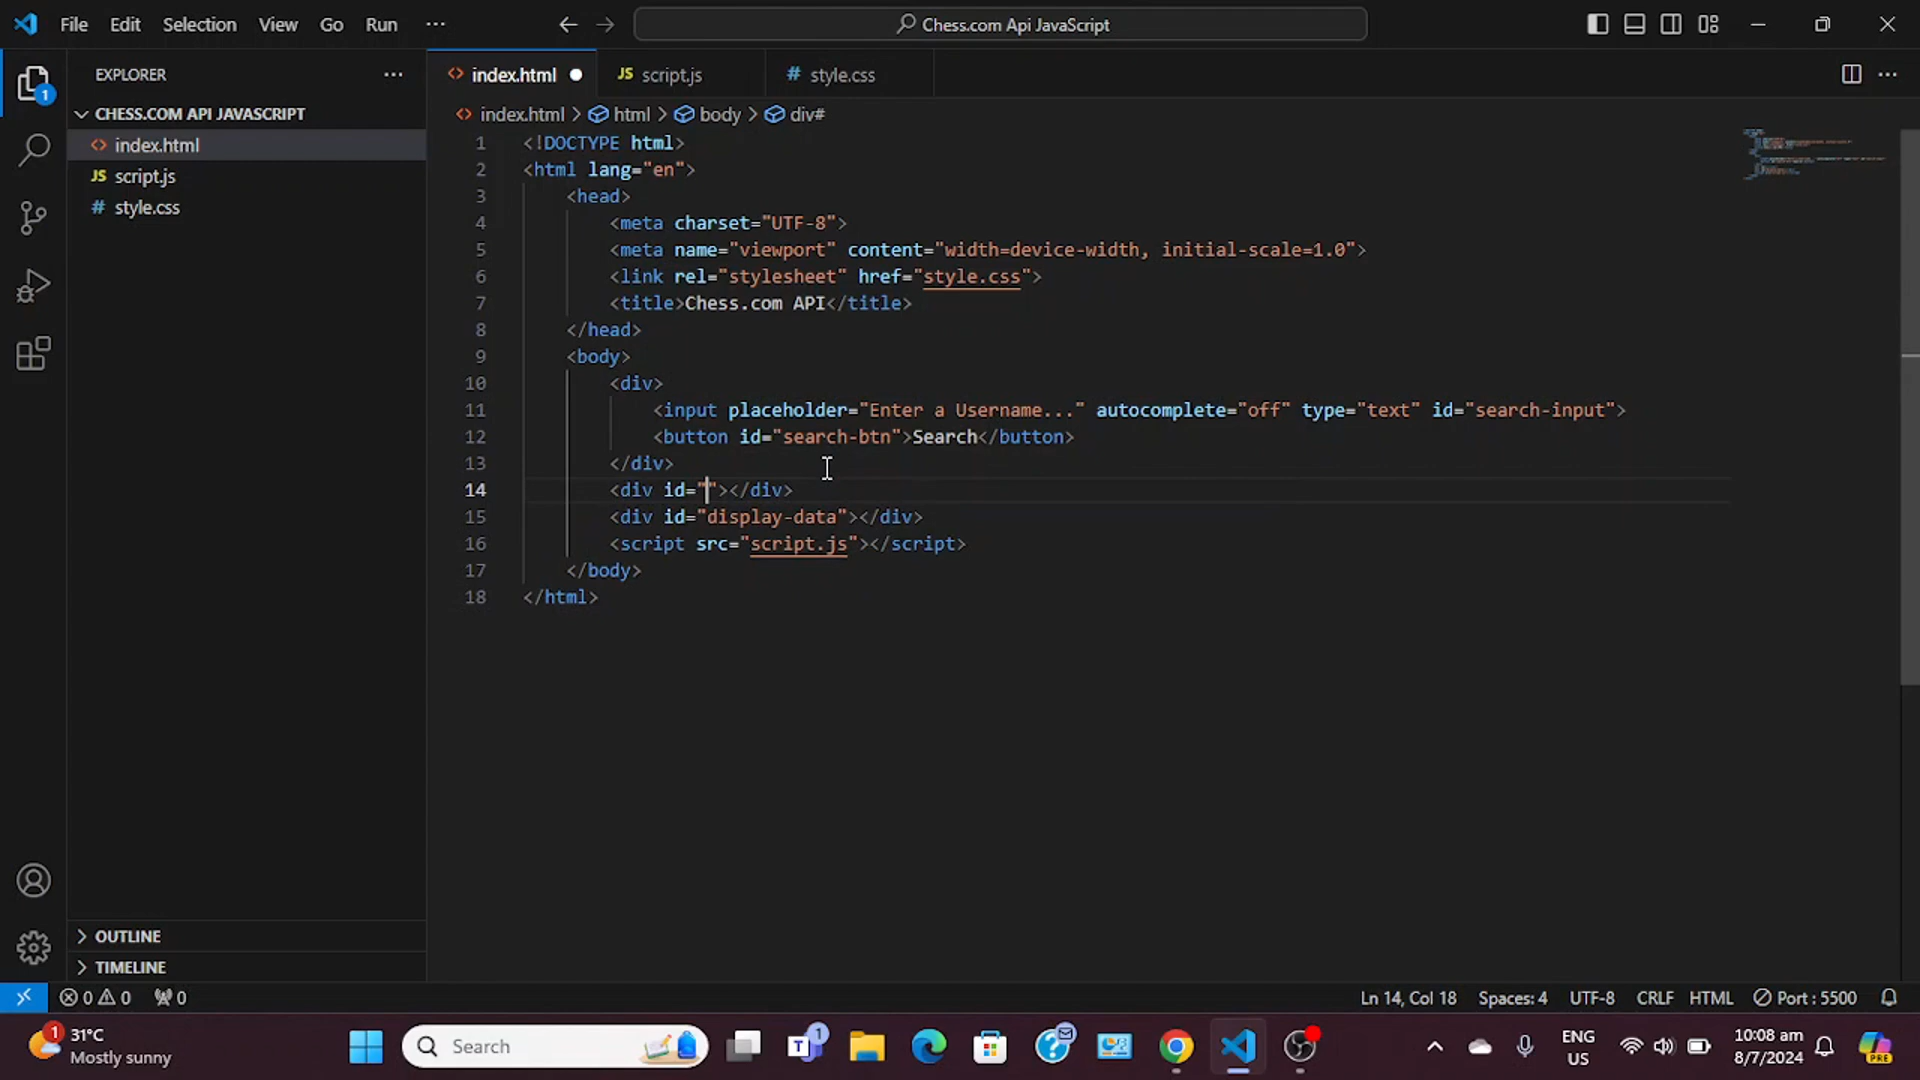 File Edit Selection View Go Run ··· Chess.com Api JavaScript
EXPLORER
CHESS.COM API JAVASCRIPT
index.html
JS script.js
# style.css
OUTLINE
TIMELINE
index.html JS script.js # style.css
index.html > html > body > div#
1 <!DOCTYPE html>
2 <html lang="en">
3 <head>
4 <meta charset="UTF-8">
5 <meta name="viewport" content="width=device-width, initial-scale=1.0">
6 <link rel="stylesheet" href="style.css">
7 <title>Chess.com API</title>
8 </head>
9 <body>
10 <div>
11 <input placeholder="Enter a Username..." autocomplete="off" type="text" id="search-input">
12 <button id="search-btn">Search</button>
13 </div>
14 <div id=""></div>
15 <div id="display-data"></div>
16 <script src="script.js"></script>
17 </body>
18 </html>
0 0 0 Ln 14, Col 18 Spaces: 4 UTF-8 CRLF HTML Port : 5500
1 31°C
Mostly sunny
Search
1
ENG
US
10:08 am
8/7/2024
PRE